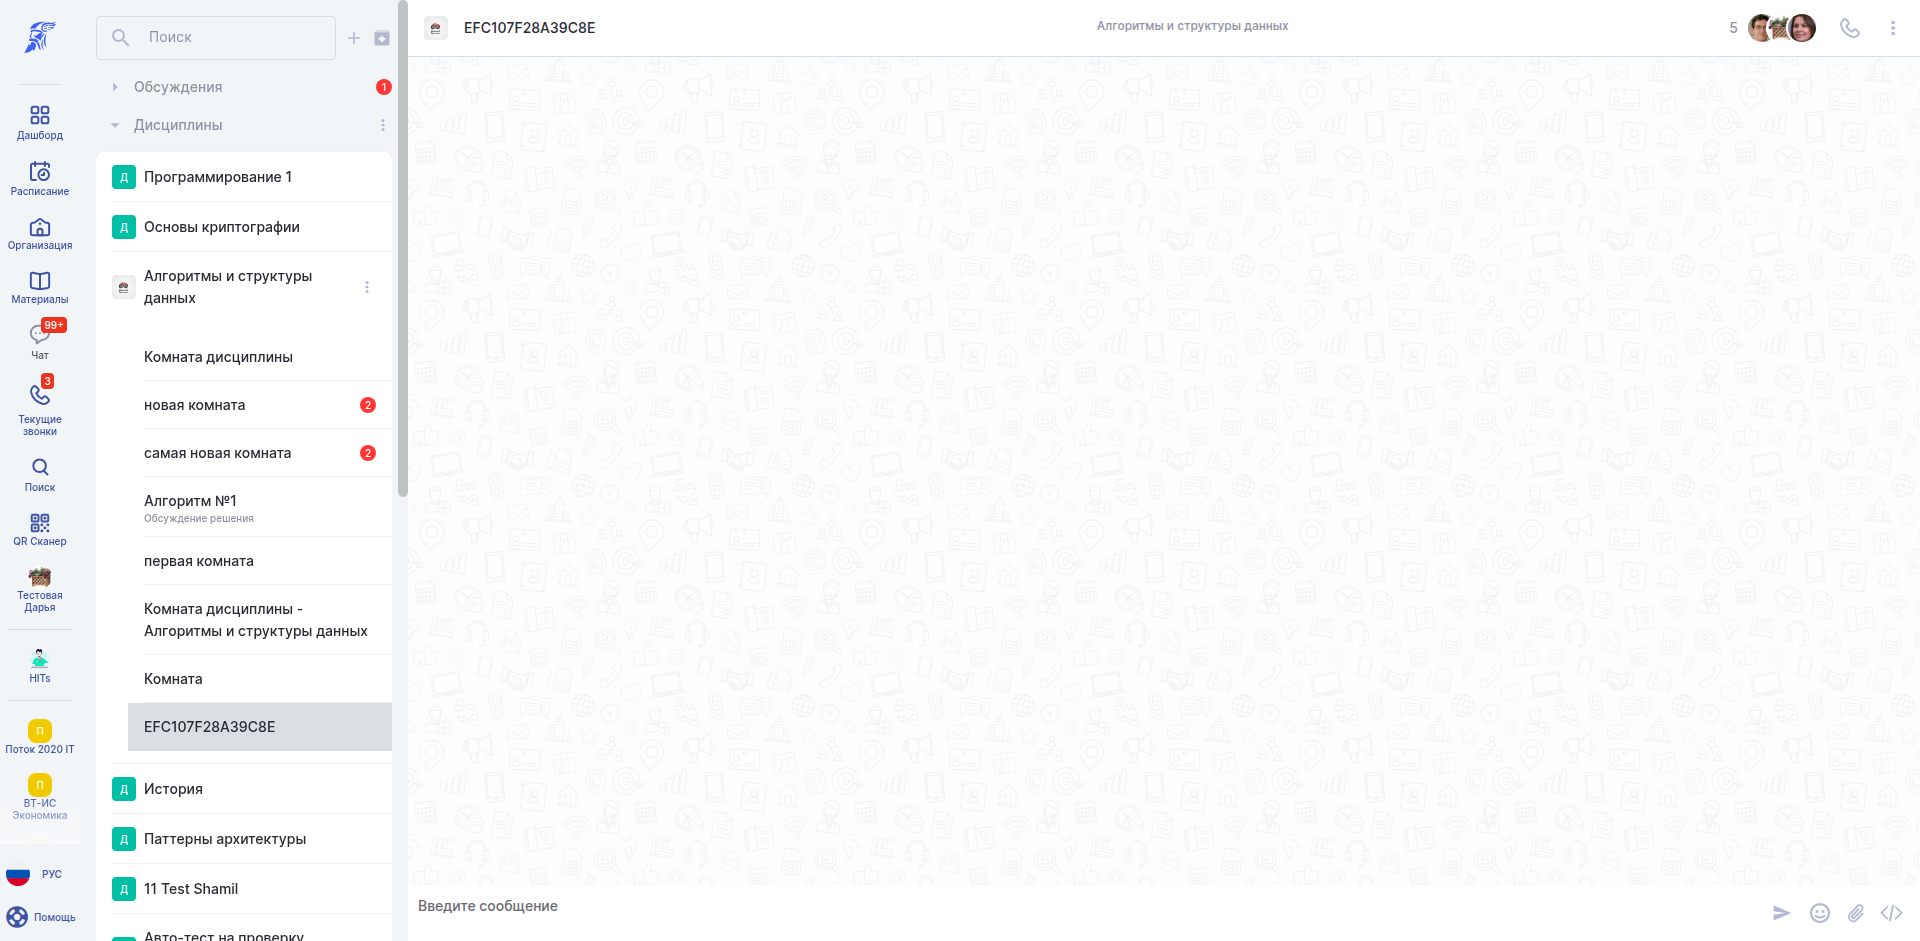 Дашборд
Расписание
Организация
Материалы
99+
Чат
3
Текущие
звонки
Поиск
QR Сканер
Тестовая
Дарья
HITs
П
Поток 2020 IT
П
ВТ-ИС
Экономика
РУС
Помощь
Поиск
Обсуждения
1
Дисциплины
Д Программирование 1
Д Основы криптографии
Алгоритмы и структуры
данных
Комната дисциплины
новая комната 2
самая новая комната 2
Алгоритм №1
Обсуждение решения
первая комната
Комната дисциплины -
Алгоритмы и структуры данных
Комната
EFC107F28A39C8E
Д История
Д Паттерны архитектуры
Д 11 Test Shamil
Авто-тест на проверку
EFC107F28A39C8E
Алгоритмы и структуры данных
5
Введите сообщение